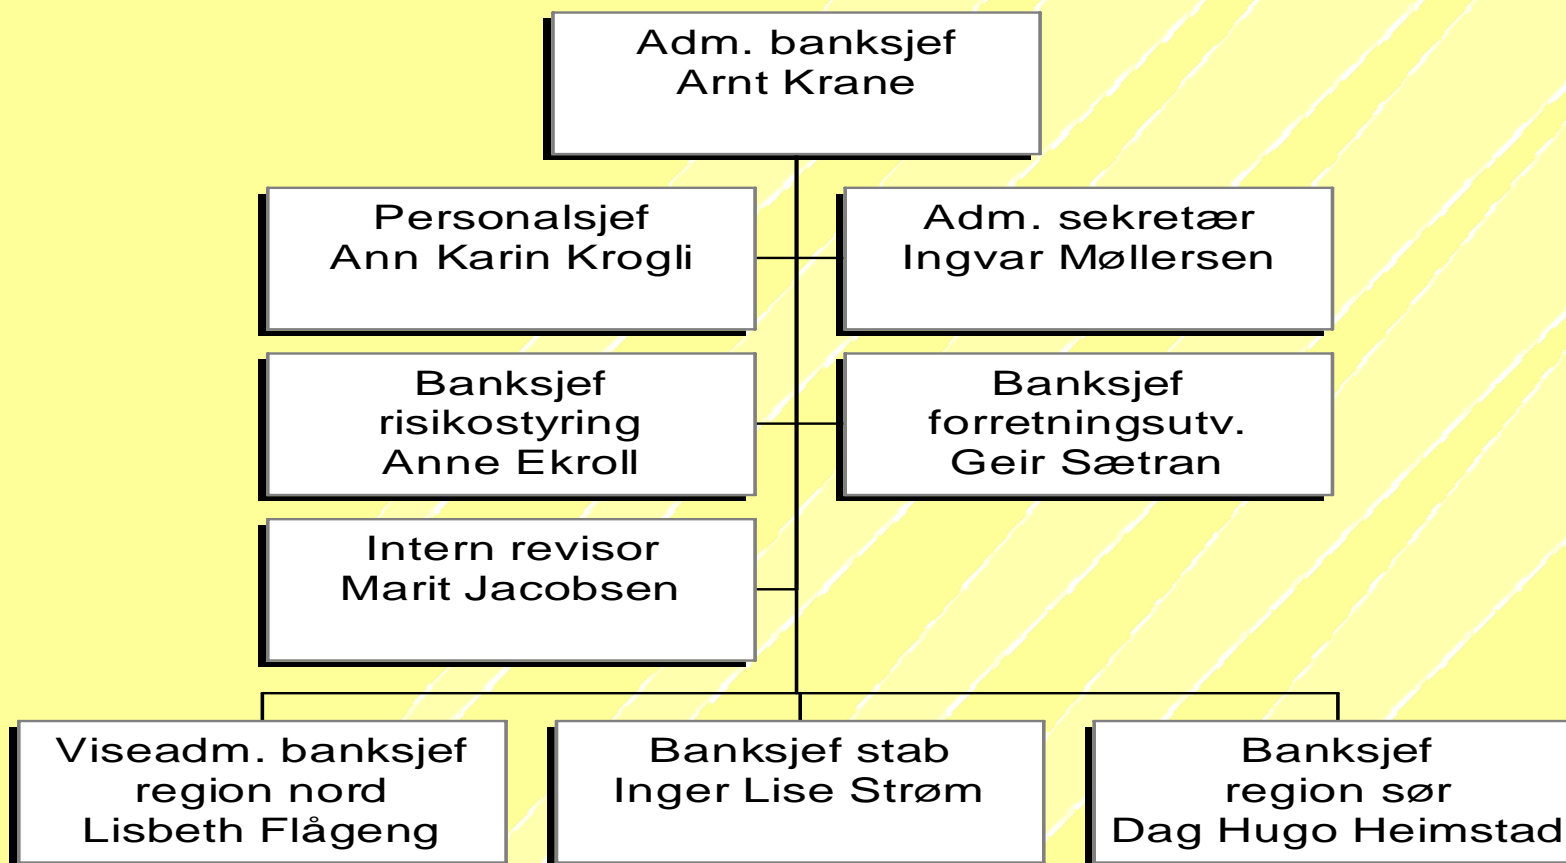 Adm. banksjef
Arnt Krane
Personalsjef
Ann Karin Krogli
Adm. sekretær
Ingvar Møllersen
Banksjef
risikostyring
Anne Ekroll
Banksjef
forretningsutv.
Geir Sætran
Intern revisor
Marit Jacobsen
Viseadm. banksjef
region nord
Lisbeth Flågeng
Banksjef stab
Inger Lise Strøm
Banksjef
region sør
Dag Hugo Heimstad